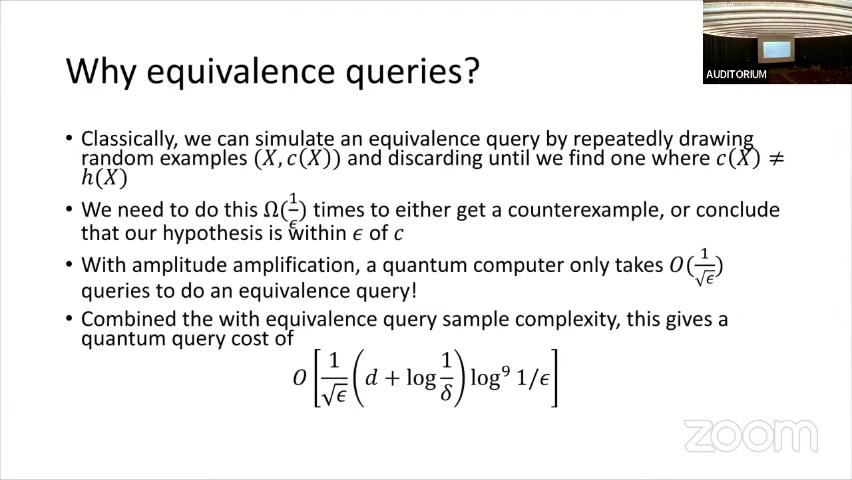 AUDITORIUM
Why equivalence queries?
• Classically, we can simulate an equivalence query by repeatedly drawing
random examples (X, c(X)) and discarding until we find one where c(X) ≠
h(X)
• We need to do this Ω(1/ϵ) times to either get a counterexample, or conclude
that our hypothesis is within ϵ of c
• With amplitude amplification, a quantum computer only takes O(1/√ϵ)
queries to do an equivalence query!
• Combined the with equivalence query sample complexity, this gives a
quantum query cost of
O[1/√ϵ (d + log 1/δ) log⁹ 1/ϵ]
zoom